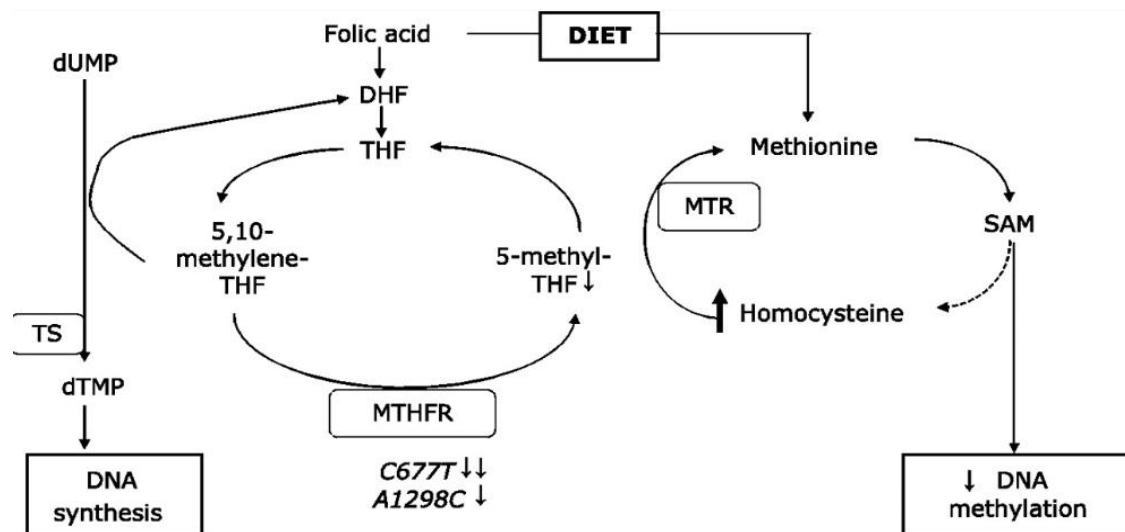 Folic acid
DIET
dUMP
DHF
THF
Methionine
MTR
5,10-
methylene-
THF
5-methyl-
THF↓
SAM
↑ Homocysteine
TS
dTMP
MTHFR
C677T ↓↓
A1298C ↓
DNA
synthesis
↓ DNA
methylation